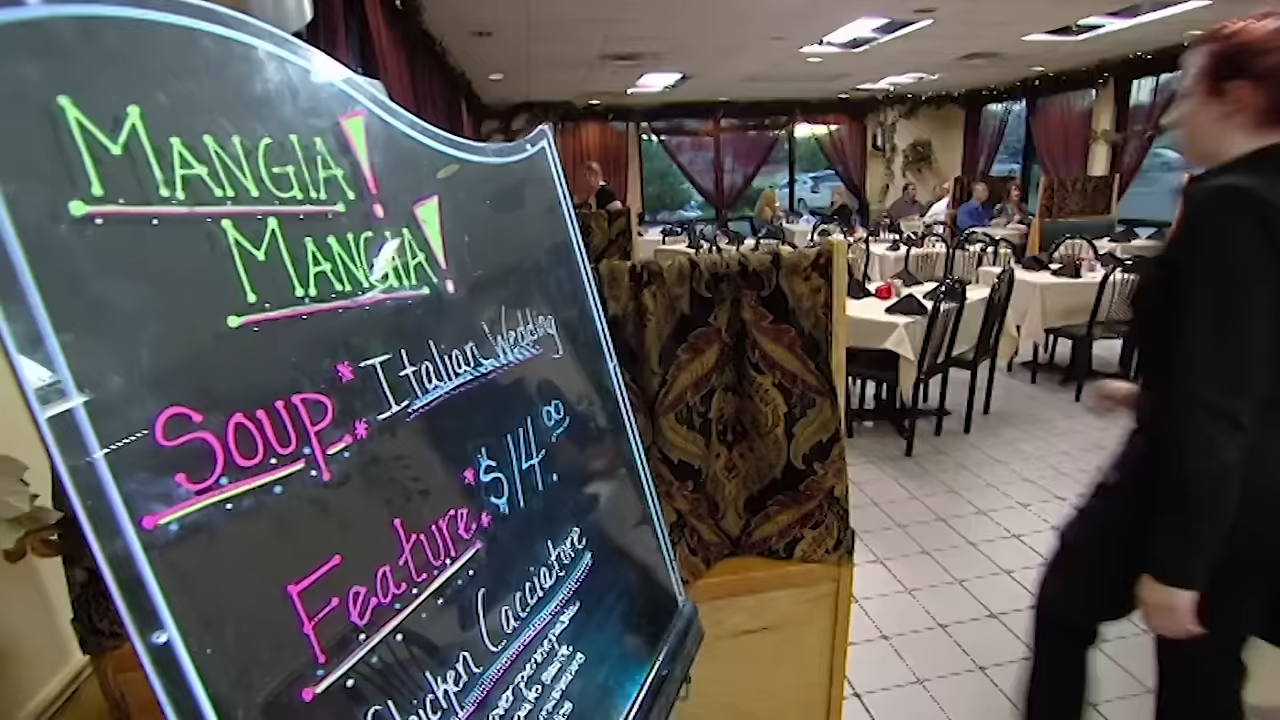 MANGIA!
MANGIA!
SOUP * Italian Wedding
Feature * $14.00
Chicken Cacciatore